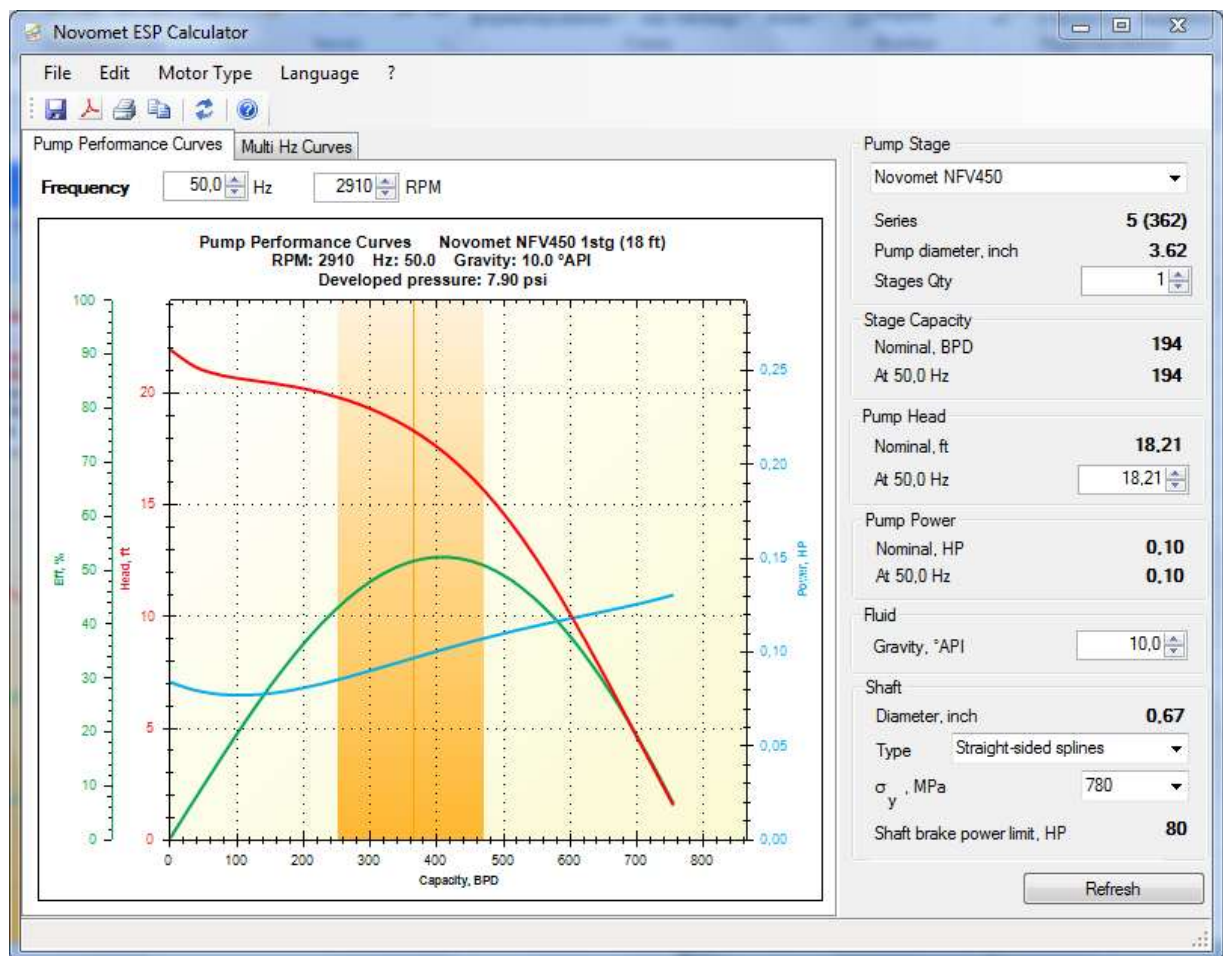 Novomet ESP Calculator
File Edit Motor Type Language ?
Pump Performance Curves Multi Hz Curves
Frequency 50,0 Hz 2910 RPM
Pump Performance Curves Novomet NFV450 1stg (18 ft)
RPM: 2910 Hz: 50.0 Gravity: 10.0 °API
Developed pressure: 7.90 psi
Eff, %
100
90
80
70
60
50
40
30
20
10
0
Head, ft
20
15
10
5
0
0,25
0,20
0,15
0,10
0,05
0,00
Power, HP
0 100 200 300 400 500 600 700 800
Capacity, BPD
Pump Stage
Novomet NFV450
Series 5 (362)
Pump diameter, inch 3.62
Stages Qty 1
Stage Capacity
Nominal, BPD 194
At 50,0 Hz 194
Pump Head
Nominal, ft 18,21
At 50,0 Hz 18,21
Pump Power
Nominal, HP 0,10
At 50,0 Hz 0,10
Fluid
Gravity, °API 10,0
Shaft
Diameter, inch 0,67
Type Straight-sided splines
σy , MPa 780
Shaft brake power limit, HP 80
Refresh